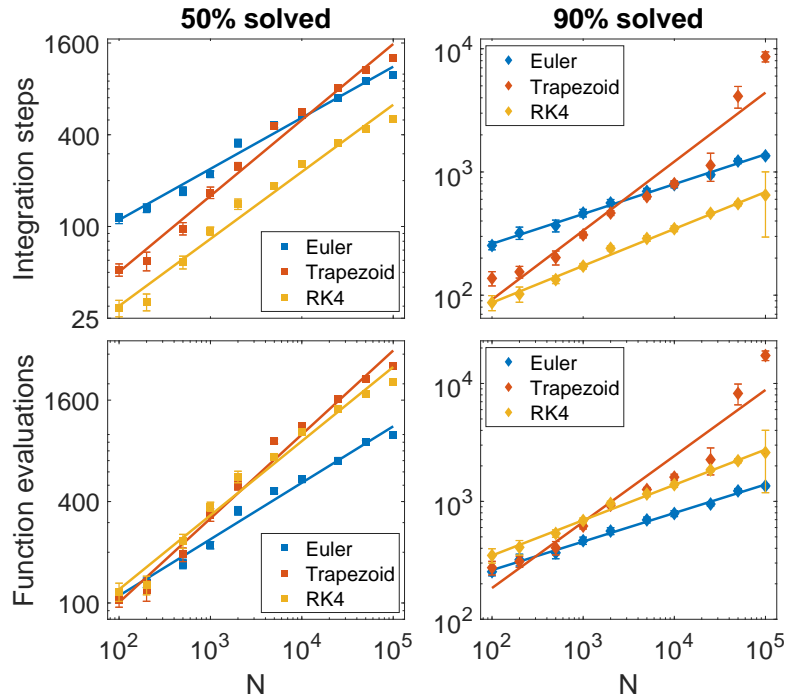 50% solved
90% solved
Integration steps
1600
400
100
25
Euler
Trapezoid
RK4
10^4
10^3
10^2
Euler
Trapezoid
RK4
Function evaluations
1600
400
100
Euler
Trapezoid
RK4
10^2
10^3
10^4
10^5
N
10^4
10^3
10^2
Euler
Trapezoid
RK4
10^2
10^3
10^4
10^5
N